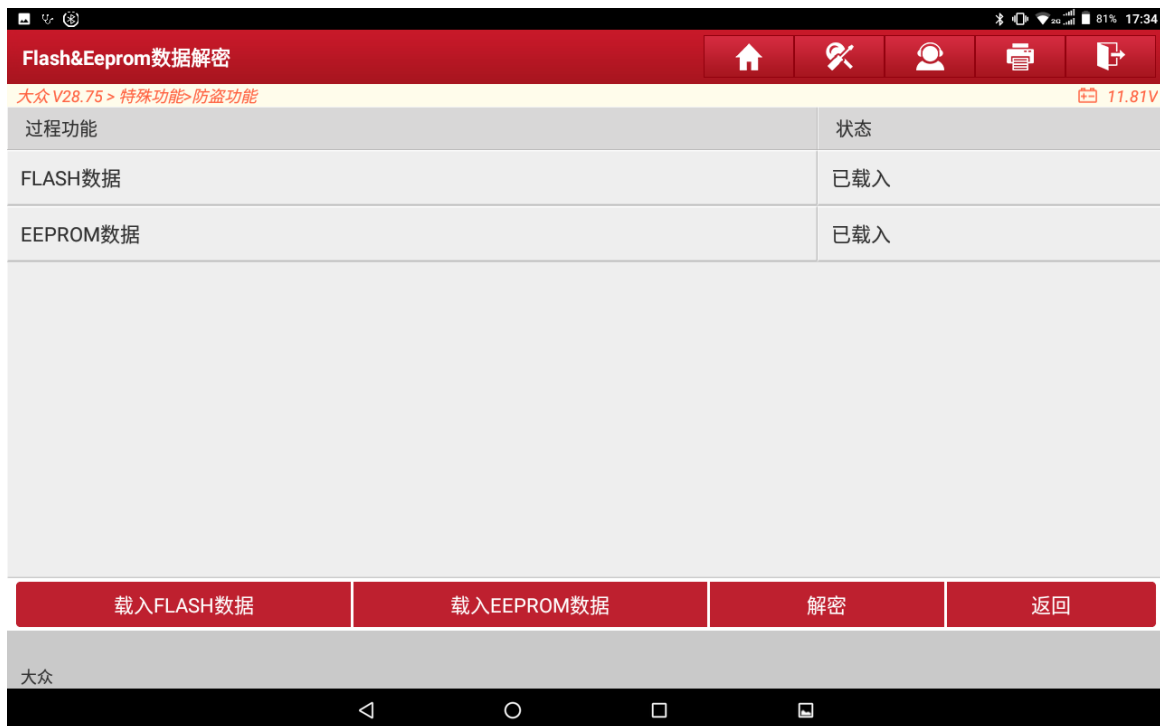 2G 81% 17:34
Flash&Eeprom数据解密
大众 V28.75 > 特殊功能>防盗功能 11.81V
过程功能 状态
FLASH数据 已载入
EEPROM数据 已载入
载入FLASH数据 载入EEPROM数据 解密 返回
大众